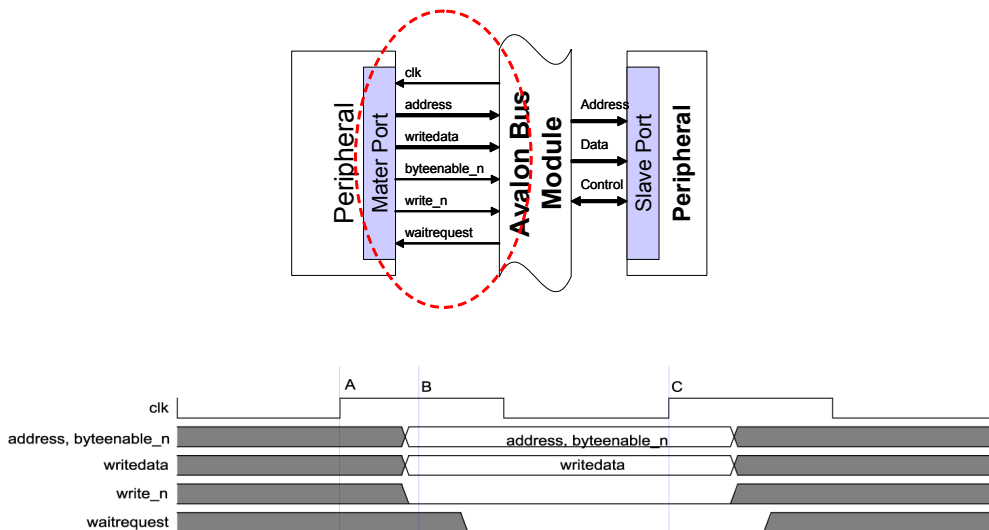 clk
address
writedata
byteenable_n
write_n
waitrequest
Peripheral
Mater Port
Avalon Bus
Module
Address
Data
Control
Slave Port
Peripheral
A
B
C
clk
address, byteenable_n
address, byteenable_n
writedata
writedata
write_n
waitrequest